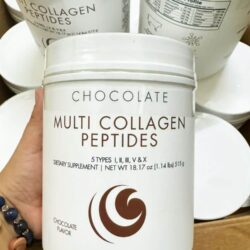 CHOCOLATE
MULTI COLLAGEN
PEPTIDES
5 TYPES I, II, III, V & X
DIETARY SUPPLEMENT | NET WT 18.17 oz (1.14 lbs) 515 g
CHOCOLATE
FLAVOR
MULTI COLLAGEN
PEPTIDES